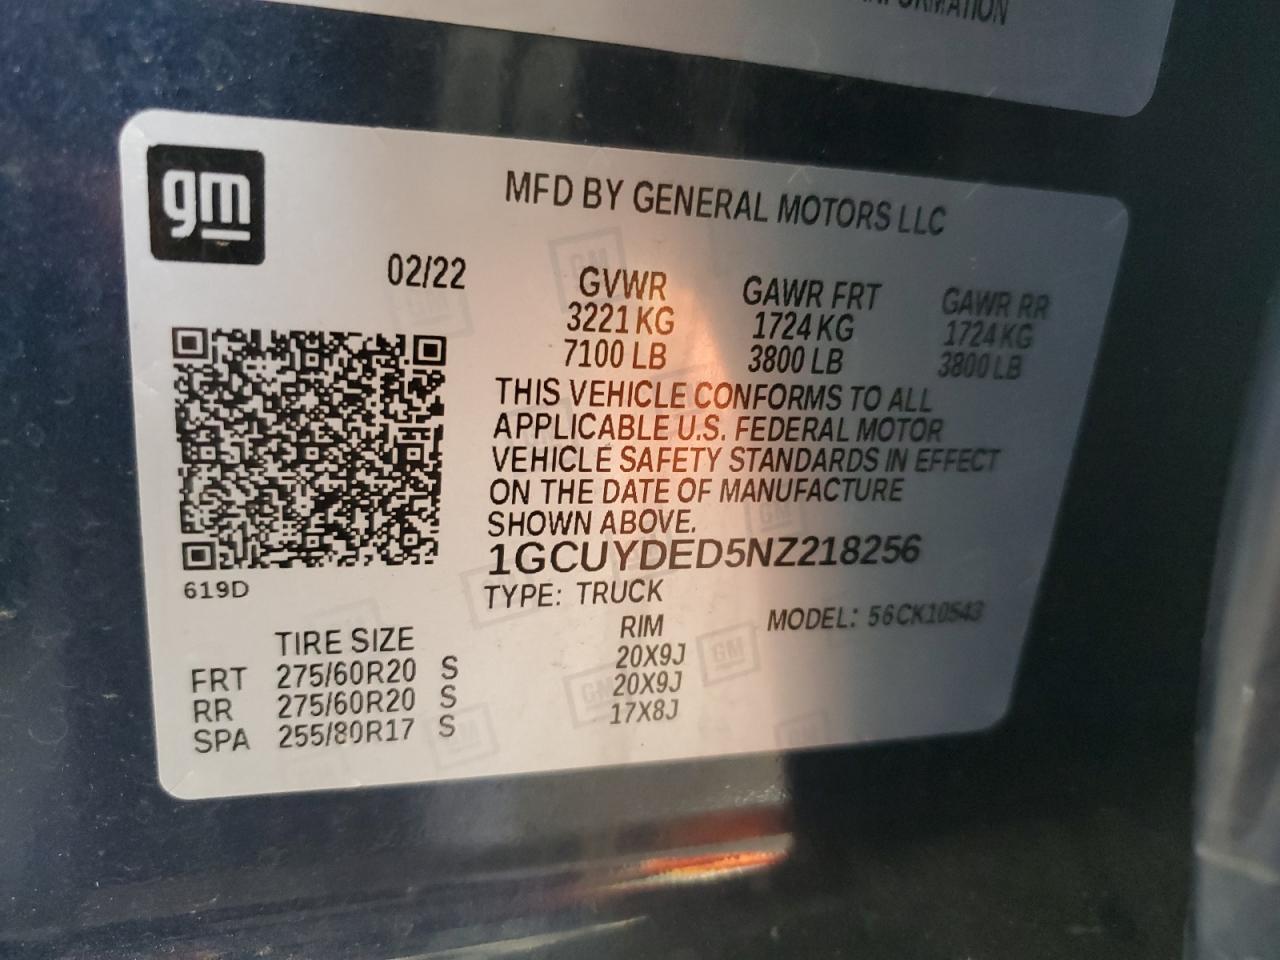 INFORMATION
gm
MFD BY GENERAL MOTORS LLC
02/22
GVWR GAWR FRT GAWR RR
3221 KG 1724 KG 1724 KG
7100 LB 3800 LB 3800 LB
THIS VEHICLE CONFORMS TO ALL
APPLICABLE U.S. FEDERAL MOTOR
VEHICLE SAFETY STANDARDS IN EFFECT
ON THE DATE OF MANUFACTURE
SHOWN ABOVE.
1GCUYDED5NZ218256
619D
TYPE: TRUCK
MODEL: 56CK10543
TIRE SIZE RIM
FRT 275/60R20 S 20X9J
RR 275/60R20 S 20X9J
SPA 255/80R17 S 17X8J